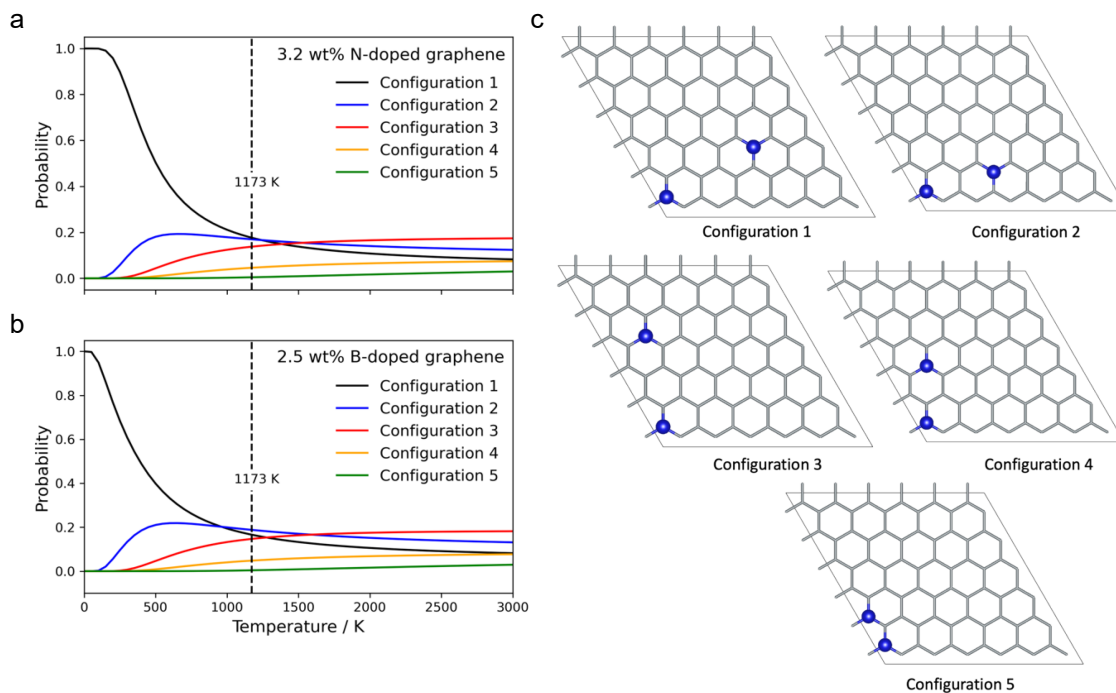 a
Probability
1.0
0.8
0.6
0.4
0.2
0.0
3.2 wt% N-doped graphene
Configuration 1
Configuration 2
Configuration 3
Configuration 4
Configuration 5
1173 K
b
Probability
1.0
0.8
0.6
0.4
0.2
0.0
2.5 wt% B-doped graphene
Configuration 1
Configuration 2
Configuration 3
Configuration 4
Configuration 5
1173 K
0 500 1000 1500 2000 2500 3000
Temperature / K
c
Configuration 1
Configuration 2
Configuration 3
Configuration 4
Configuration 5